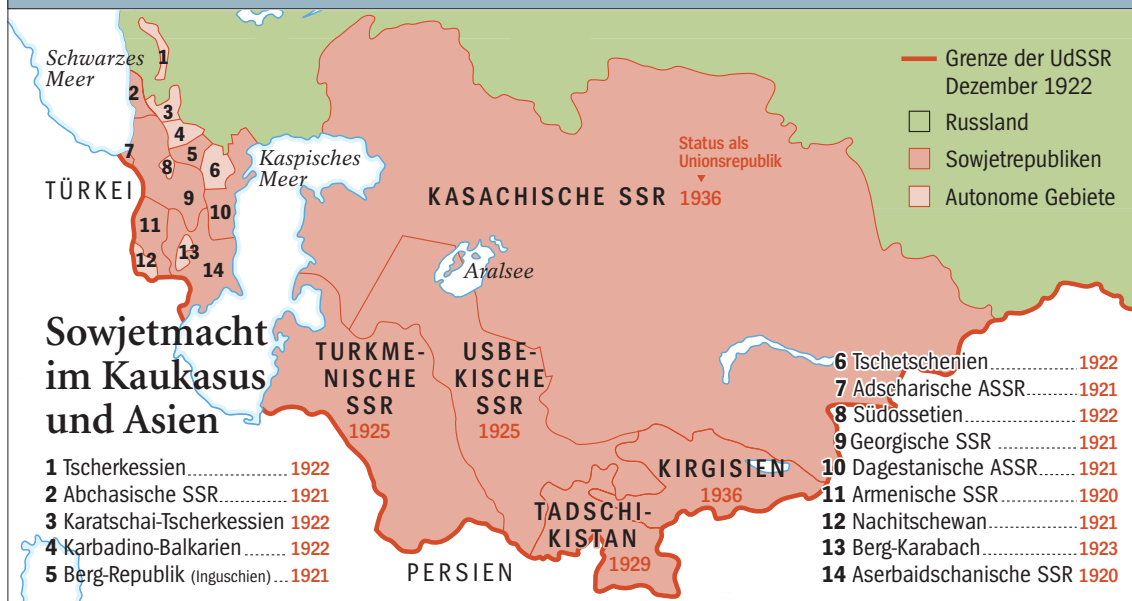 Sowjetmacht
im Kaukasus
und Asien
Schwarzes
Meer
TÜRKEI
Kaspisches
Meer
Aralsee
PERSIEN
KASACHISCHE SSR
Status als
Unionsrepublik
1936
TURKME-
NISCHE
SSR
1925
USBE-
KISCHE
SSR
1925
KIRGISIEN
1936
TADSCHI-
KISTAN
1929
Grenze der UdSSR
Dezember 1922
Russland
Sowjetrepubliken
Autonome Gebiete
1
2
3
4
5
6
7
8
9
10
11
12
13
14
1 Tscherkessien 1922
2 Abchasische SSR 1921
3 Karatschai-Tscherkessien 1922
4 Karbadino-Balkarien 1922
5 Berg-Republik (Inguschien) 1921
6 Tschetschenien 1922
7 Adscharische ASSR 1921
8 Südossetien 1922
9 Georgische SSR 1921
10 Dagestanische ASSR 1921
11 Armenische SSR 1920
12 Nachitschewan 1921
13 Berg-Karabach 1923
14 Aserbaidschanische SSR 1920